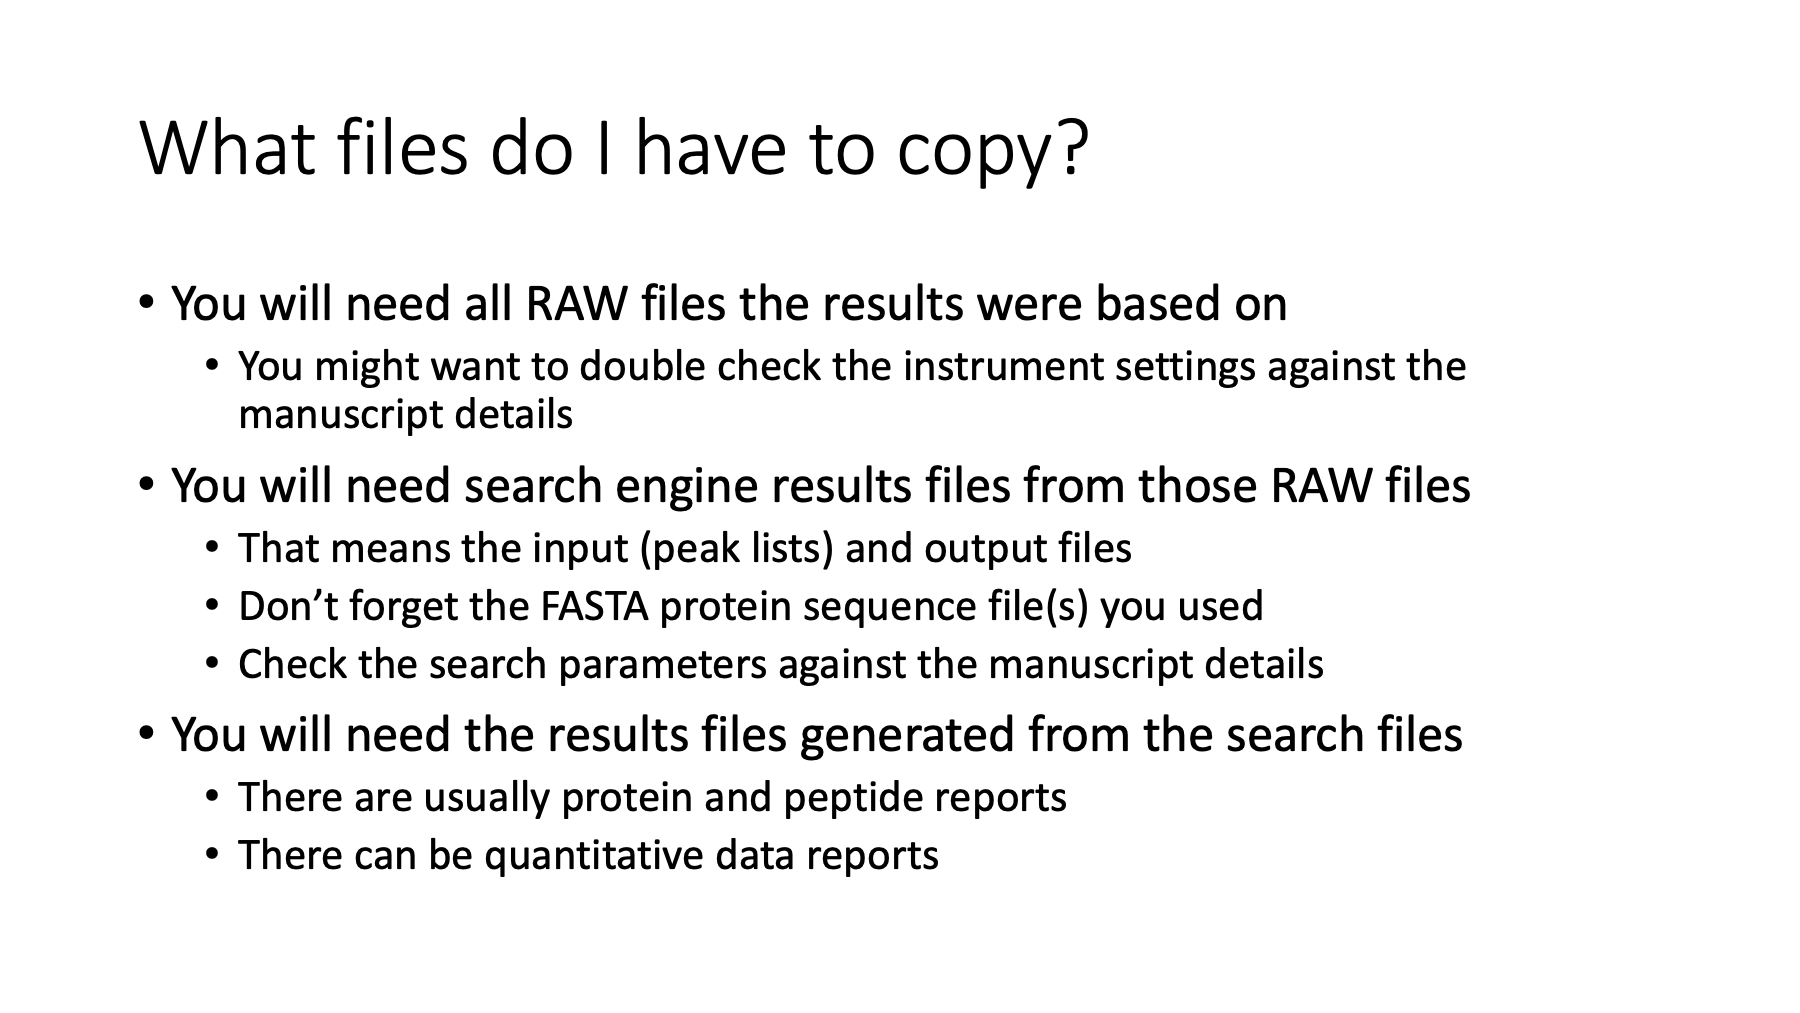 What files do I have to copy?
• You will need all RAW files the results were based on
• You might want to double check the instrument settings against the
manuscript details
• You will need search engine results files from those RAW files
• That means the input (peak lists) and output files
• Don’t forget the FASTA protein sequence file(s) you used
• Check the search parameters against the manuscript details
• You will need the results files generated from the search files
• There are usually protein and peptide reports
• There can be quantitative data reports